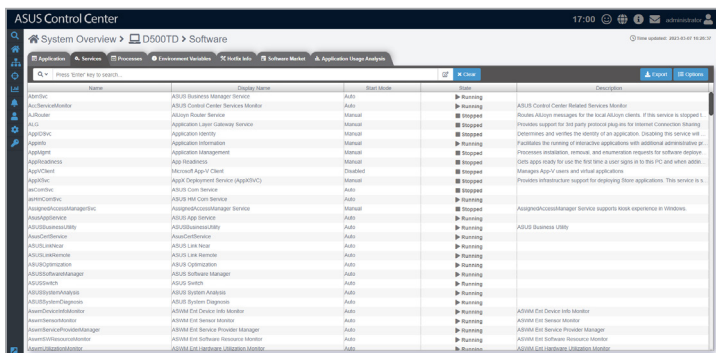 ASUS Control Center
17:00
administrator
System Overview > D500TD > Software
Time updated: 2023-03-07 16:28:37
Application Services Processes Environment Variables Hotfix Info Software Market Application Usage Analysis
Press 'Enter' key to search... Clear Export Options
Name Display Name Start Mode State Description
AbmSvc ASUS Business Manager Service Auto Running
AccServiceMonitor ASUS Control Center Services Monitor Auto Running ASUS Control Center Related Services Monitor
AJRouter AllJoyn Router Service Manual Stopped Routes AllJoyn messages for the local AllJoyn clients. If this service is stopped t...
ALG Application Layer Gateway Service Manual Stopped Provides support for 3rd party protocol plug-ins for Internet Connection Sharing
AppIDSvc Application Identity Manual Stopped Determines and verifies the identity of an application. Disabling this service will ...
Appinfo Application Information Manual Running Facilitates the running of interactive applications with additional administrative pr...
AppMgmt Application Management Manual Stopped Processes installation, removal, and enumeration requests for software deploye...
AppReadiness App Readiness Manual Stopped Gets apps ready for use the first time a user signs in to this PC and when addin...
AppVClient Microsoft App-V Client Disabled Stopped Manages App-V users and virtual applications
AppXSvc AppX Deployment Service (AppXSVC) Manual Stopped Provides infrastructure support for deploying Store applications. This service is s...
asComSvc ASUS Com Service Auto Stopped
asHmComSvc ASUS HM Com Service Auto Running
AssignedAccessManagerSvc AssignedAccessManager Service Manual Stopped AssignedAccessManager Service supports kiosk experience in Windows.
AsusAppService ASUS App Service Auto Running
ASUSBusinessUtility ASUSBusinessUtility Auto Running ASUS Business Utility
AsusCertService AsusCertService Auto Running
ASUSLinkNear ASUS Link Near Auto Running
ASUSLinkRemote ASUS Link Remote Auto Running
ASUSOptimization ASUS Optimization Auto Running
ASUSSoftwareManager ASUS Software Manager Auto Running
ASUSSwitch ASUS Switch Auto Running
ASUSSystemAnalysis ASUS System Analysis Auto Running
ASUSSystemDiagnosis ASUS System Diagnosis Auto Running
AswmDeviceInfoMonitor ASWM Ent Device Info Monitor Auto Running ASWM Ent Device Info Monitor
AswmSensorMonitor ASWM Ent Sensor Monitor Auto Running ASWM Ent Sensor Monitor
AswmServiceProviderManager ASWM Ent Service Provider Manager Auto Running ASWM Ent Service Provider Manager
AswmSWResourceMonitor ASWM Ent Software Resource Monitor Auto Running ASWM Ent Software Resource Monitor
AswmUtilizationMonitor ASWM Ent Hardware Utilization Monitor Auto Running ASWM Ent Hardware Utilization Monitor